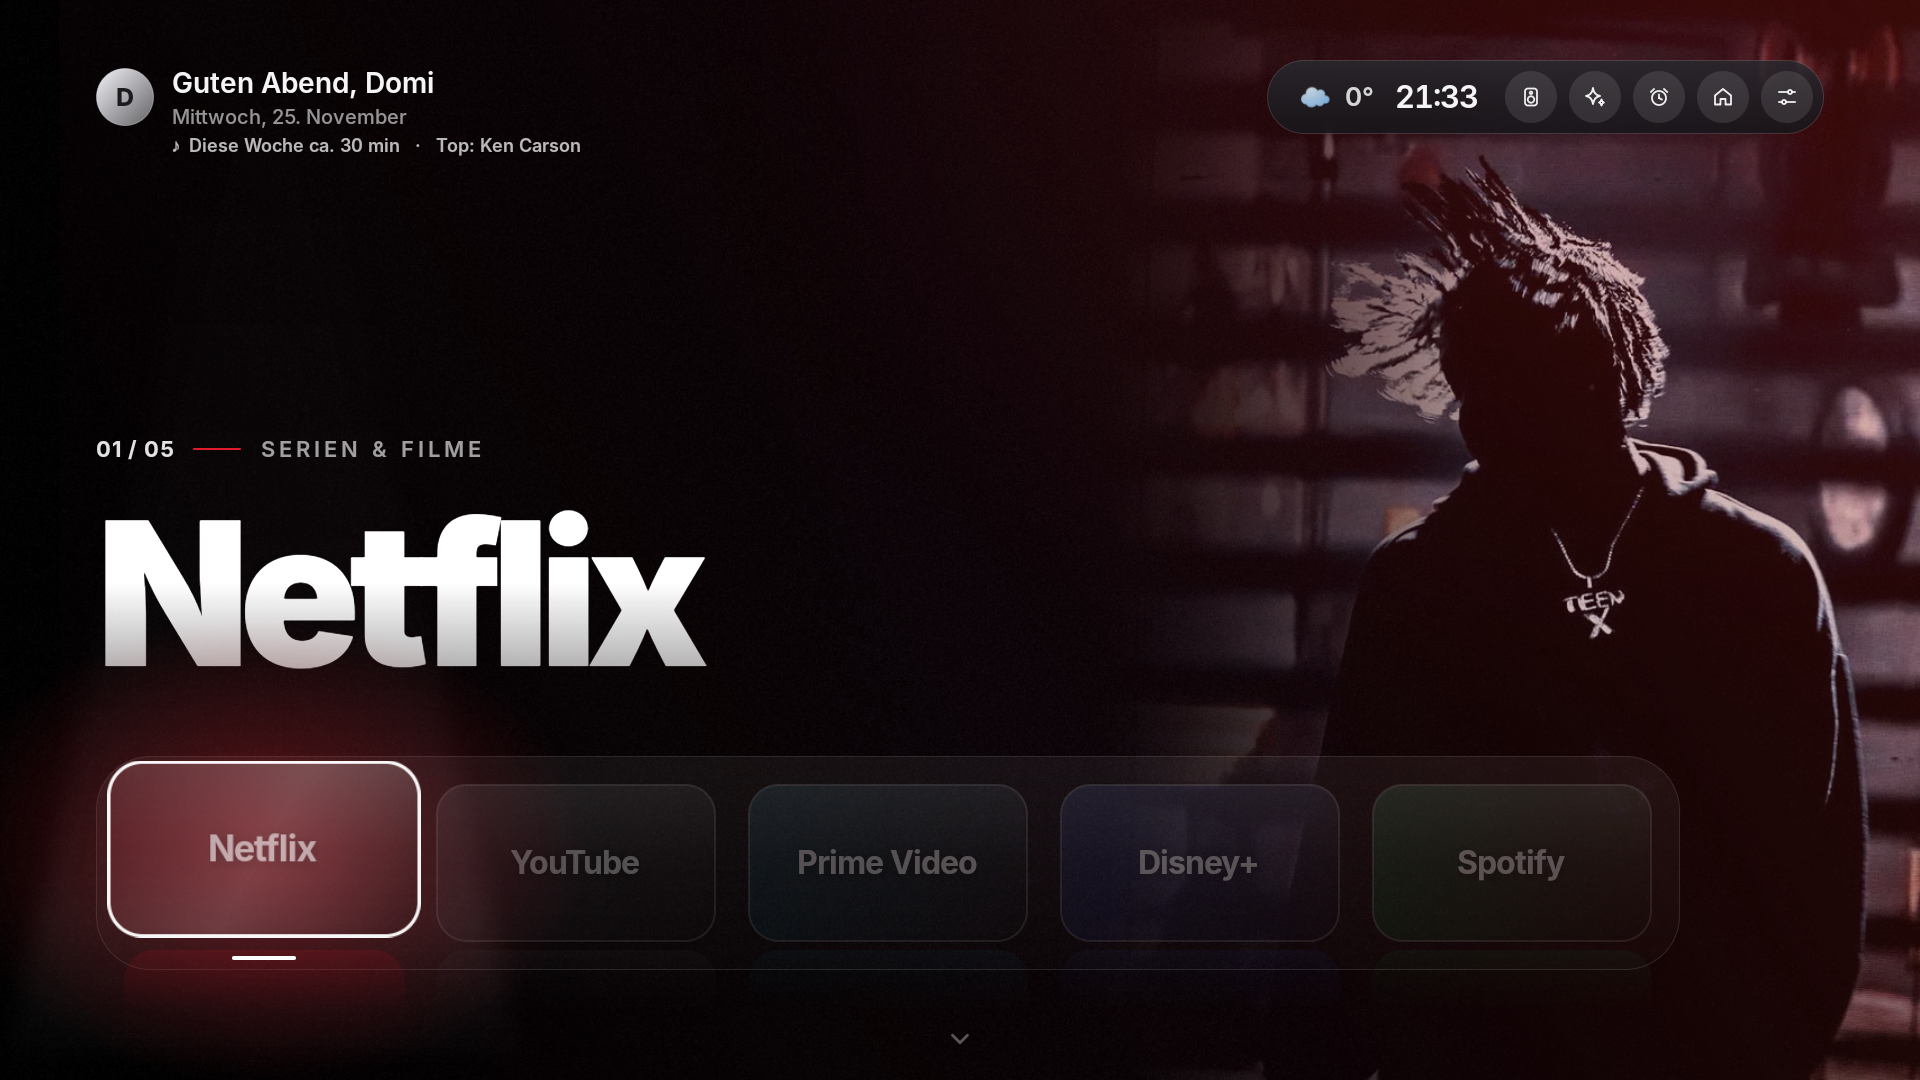 D
Guten Abend, Domi
Mittwoch, 25. November
♪ Diese Woche ca. 30 min · Top: Ken Carson
0° 21:33
01 / 05 SERIEN & FILME
Netflix
TEEN
X
Netflix
YouTube
Prime Video
Disney+
Spotify